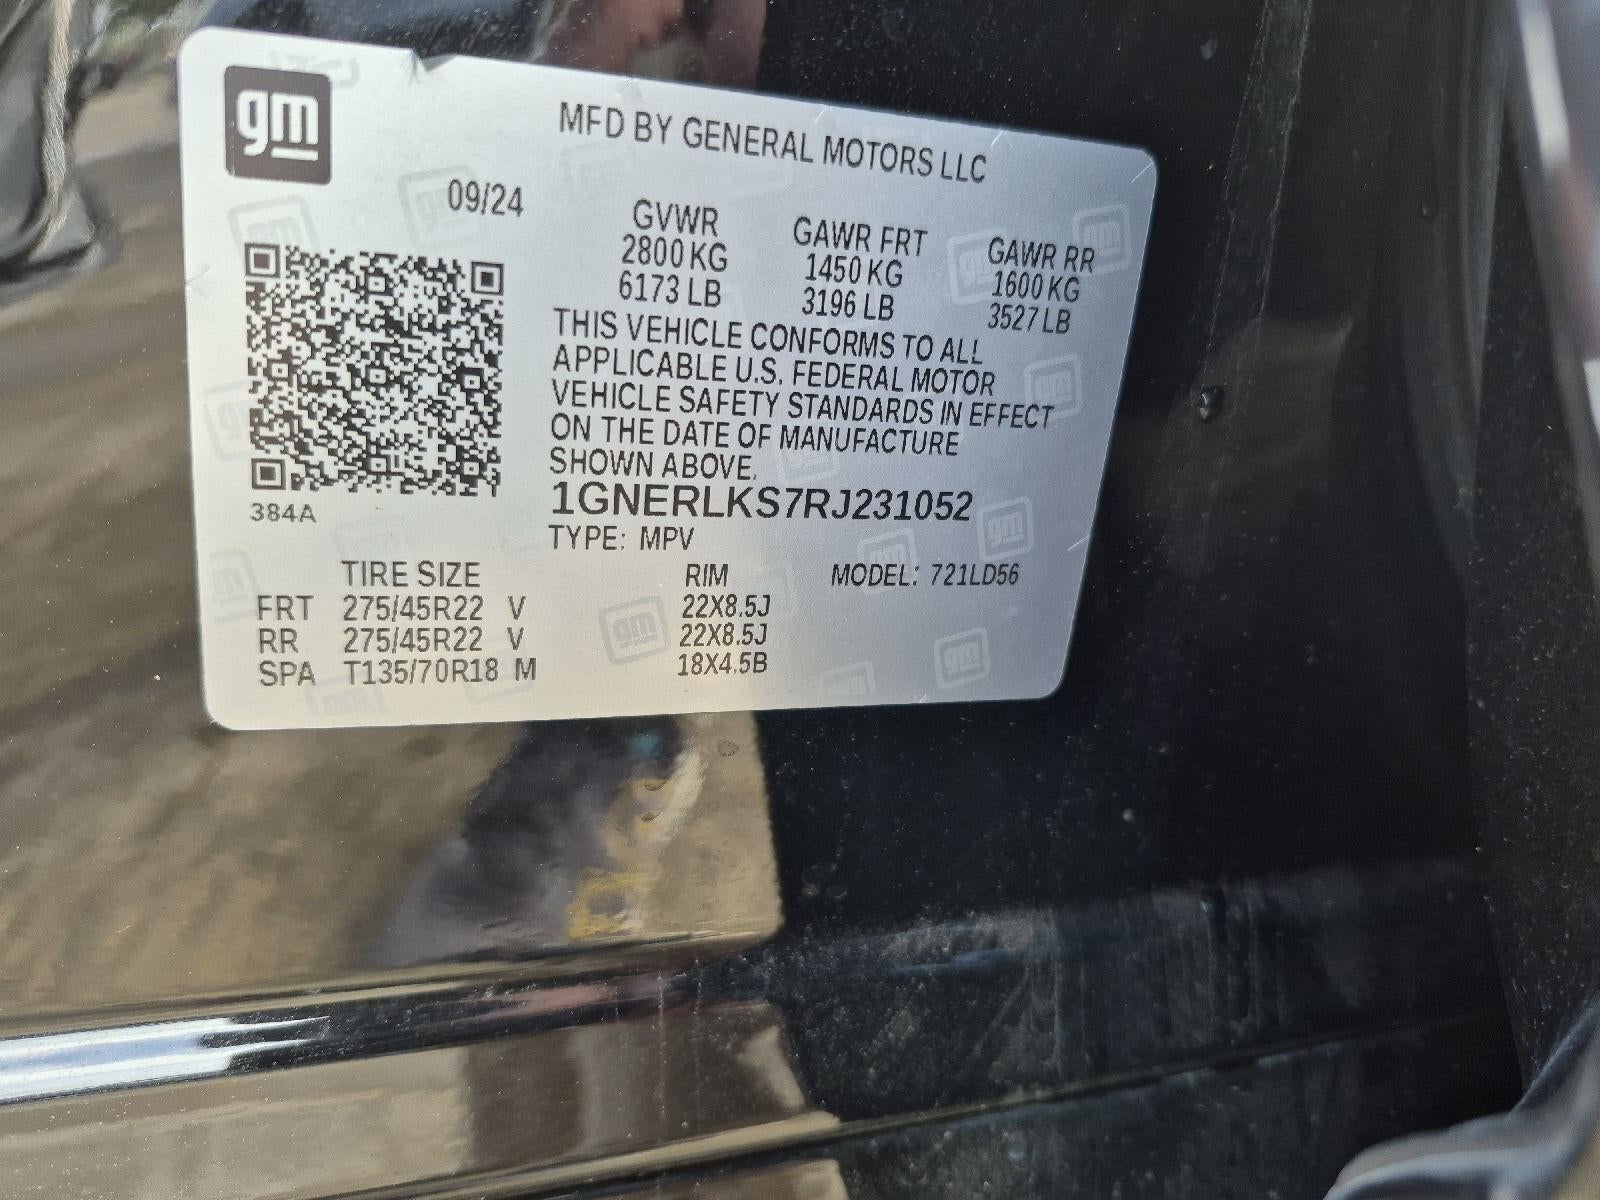 gm
MFD BY GENERAL MOTORS LLC
09/24
GVWR GAWR FRT GAWR RR
2800 KG 1450 KG 1600 KG
6173 LB 3196 LB 3527 LB
THIS VEHICLE CONFORMS TO ALL
APPLICABLE U.S. FEDERAL MOTOR
VEHICLE SAFETY STANDARDS IN EFFECT
ON THE DATE OF MANUFACTURE
SHOWN ABOVE.
384A
1GNERLKS7RJ231052
TYPE: MPV
TIRE SIZE RIM MODEL: 721LD56
FRT 275/45R22 V 22X8.5J
RR 275/45R22 V 22X8.5J
SPA T135/70R18 M 18X4.5B